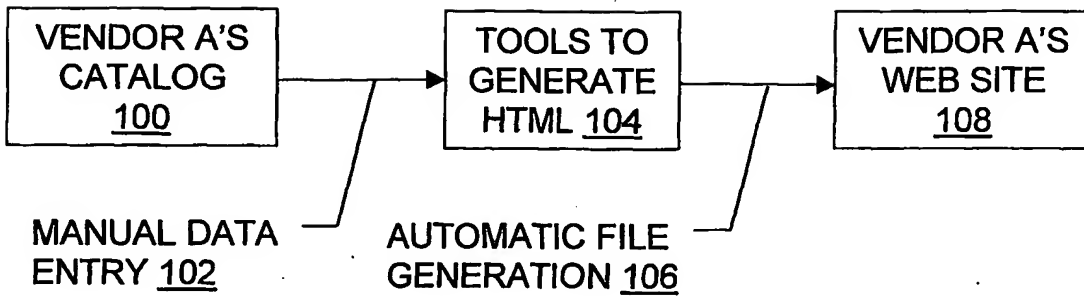 VENDOR A'S
CATALOG
100
TOOLS TO
GENERATE
HTML 104
VENDOR A'S
WEB SITE
108
MANUAL DATA
ENTRY 102
AUTOMATIC FILE
GENERATION 106